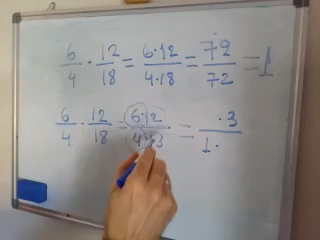 6/4 · 12/18 = 6·12/4·18 = 72/72 = 1
6/4 · 12/18 = 6·12/4·3 = ·3/1·